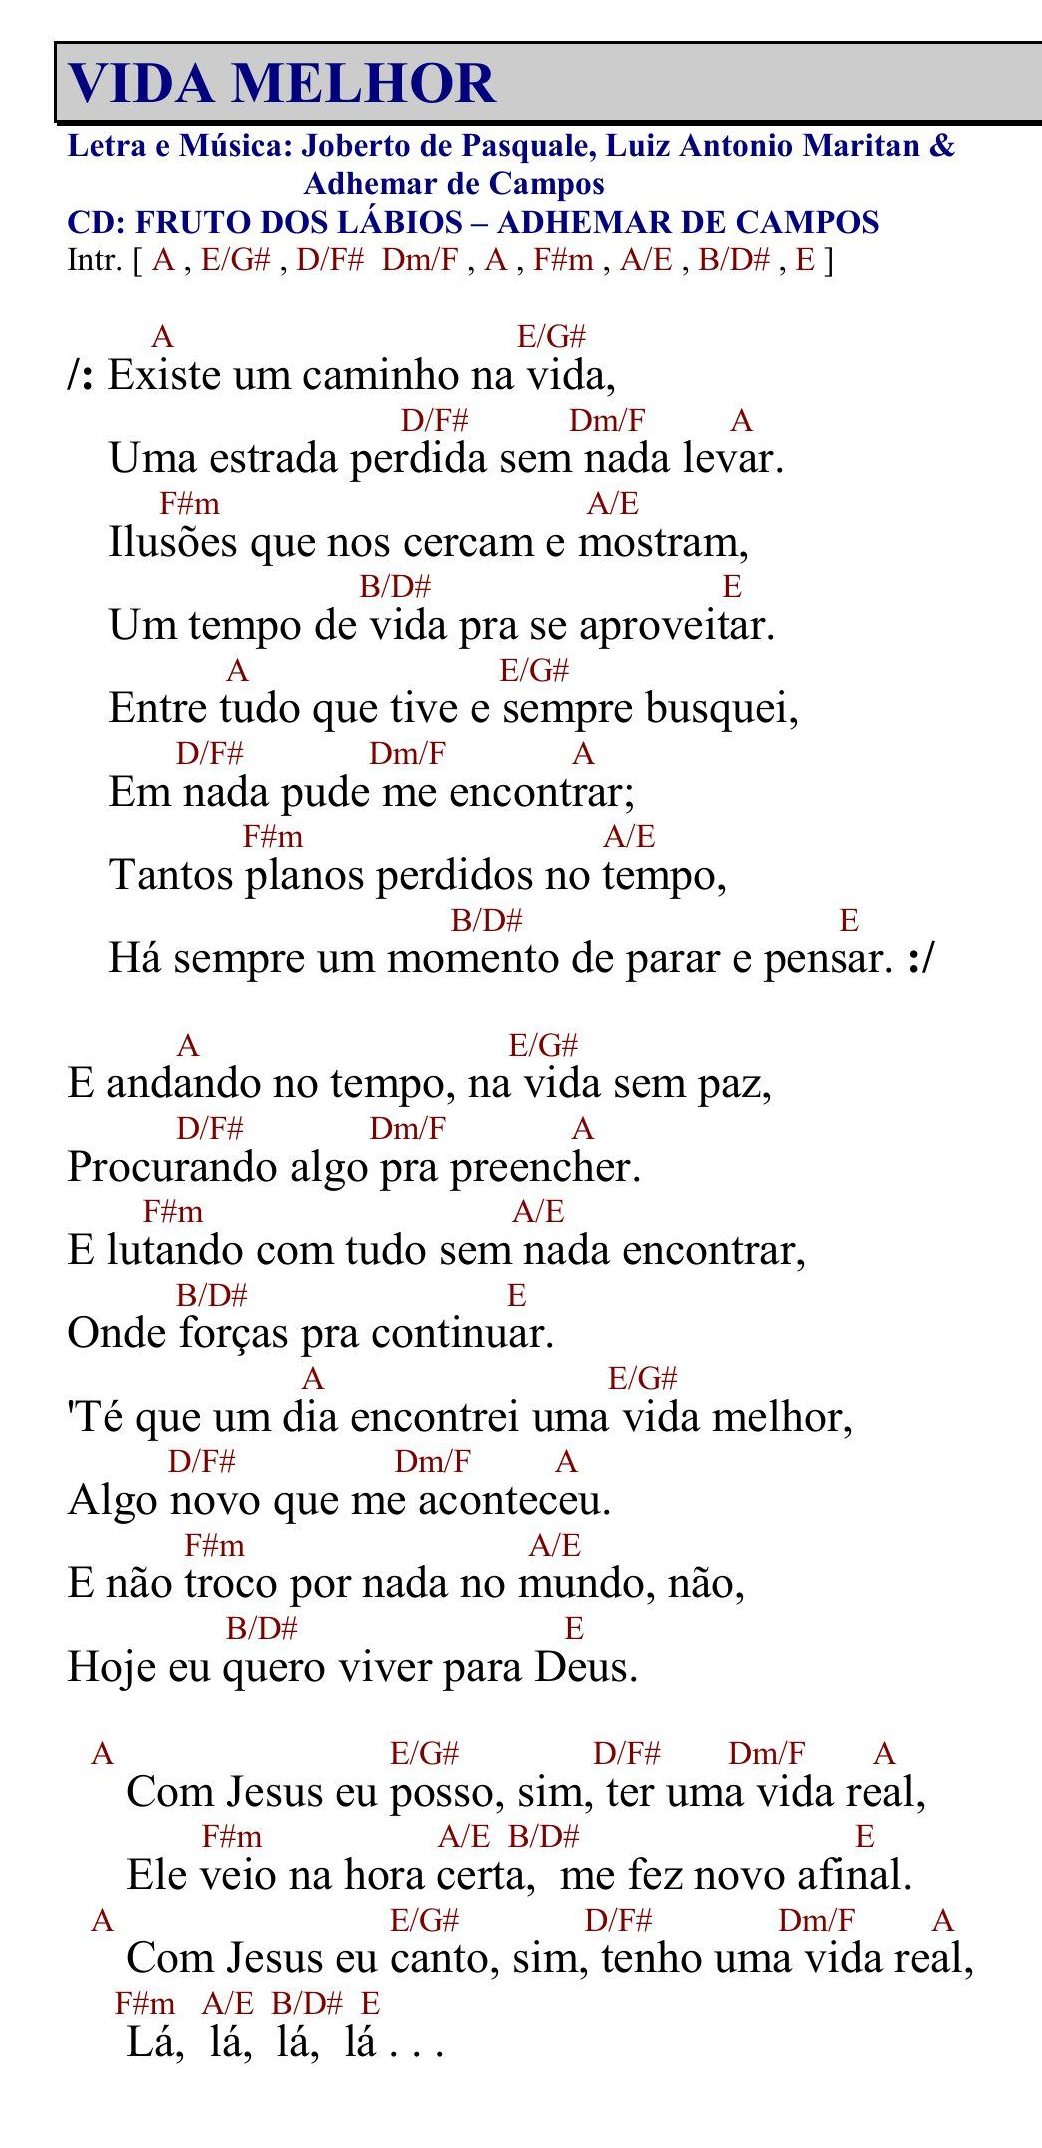 VIDA MELHOR
Letra e Música: Joberto de Pasquale, Luiz Antonio Maritan &
Adhemar de Campos
CD: FRUTO DOS LÁBIOS – ADHEMAR DE CAMPOS
Intr. [ A , E/G# , D/F# Dm/F , A , F#m , A/E , B/D# , E ]
A E/G#
/: Existe um caminho na vida,
D/F# Dm/F A
Uma estrada perdida sem nada levar.
F#m A/E
Ilusões que nos cercam e mostram,
B/D# E
Um tempo de vida pra se aproveitar.
A E/G#
Entre tudo que tive e sempre busquei,
D/F# Dm/F A
Em nada pude me encontrar;
F#m A/E
Tantos planos perdidos no tempo,
B/D# E
Há sempre um momento de parar e pensar. :/
A E/G#
E andando no tempo, na vida sem paz,
D/F# Dm/F A
Procurando algo pra preencher.
F#m A/E
E lutando com tudo sem nada encontrar,
B/D# E
Onde forças pra continuar.
A E/G#
'Té que um dia encontrei uma vida melhor,
D/F# Dm/F A
Algo novo que me aconteceu.
F#m A/E
E não troco por nada no mundo, não,
B/D# E
Hoje eu quero viver para Deus.
A E/G# D/F# Dm/F A
Com Jesus eu posso, sim, ter uma vida real,
F#m A/E B/D# E
Ele veio na hora certa, me fez novo afinal.
A E/G# D/F# Dm/F A
Com Jesus eu canto, sim, tenho uma vida real,
F#m A/E B/D# E
Lá, lá, lá, lá . . .